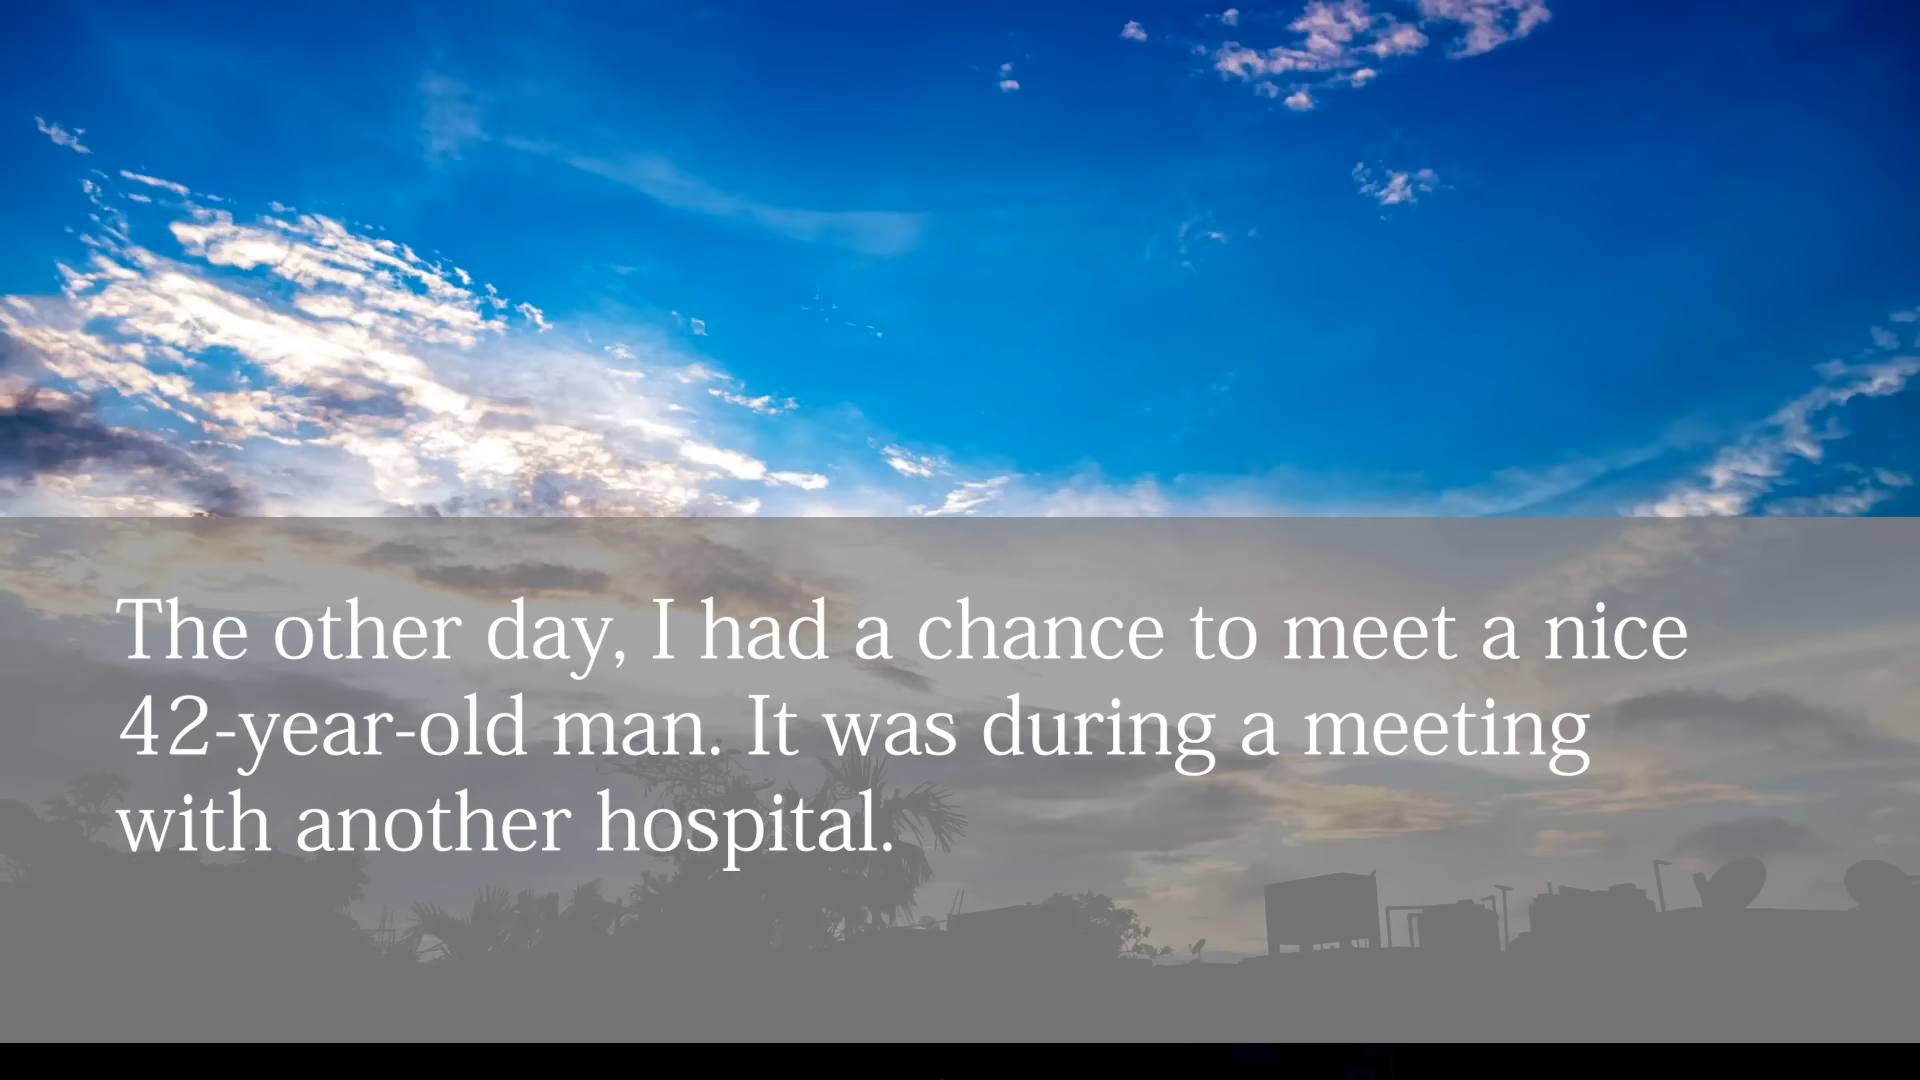 The other day, I had a chance to meet a nice
42-year-old man. It was during a meeting
with another hospital.